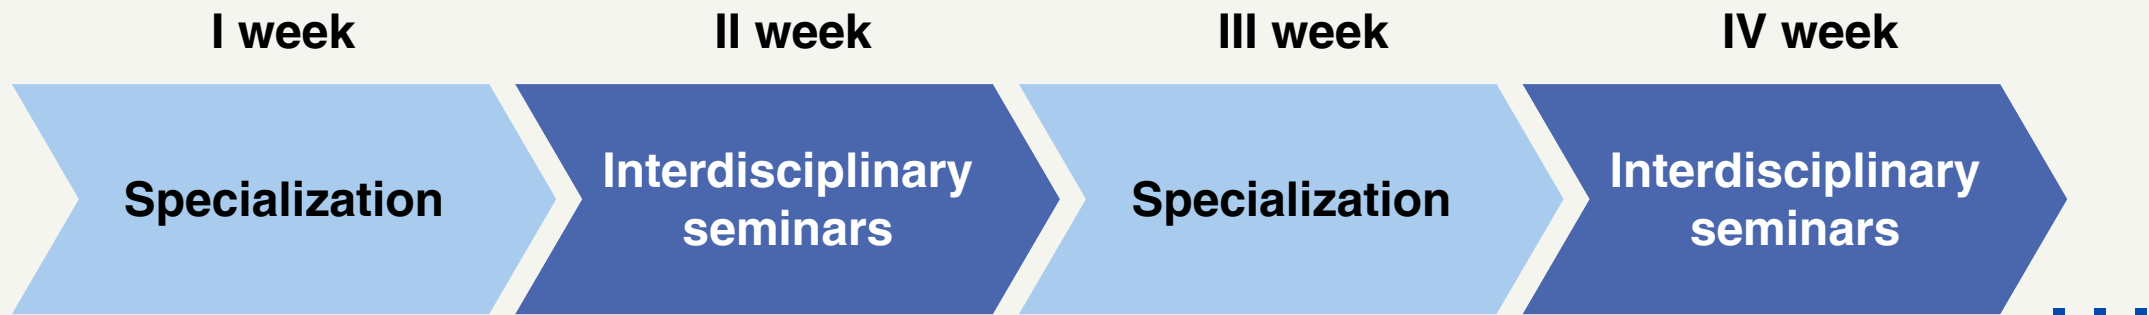 I week
II week
III week
IV week
Specialization
Interdisciplinary
seminars
Specialization
Interdisciplinary
seminars